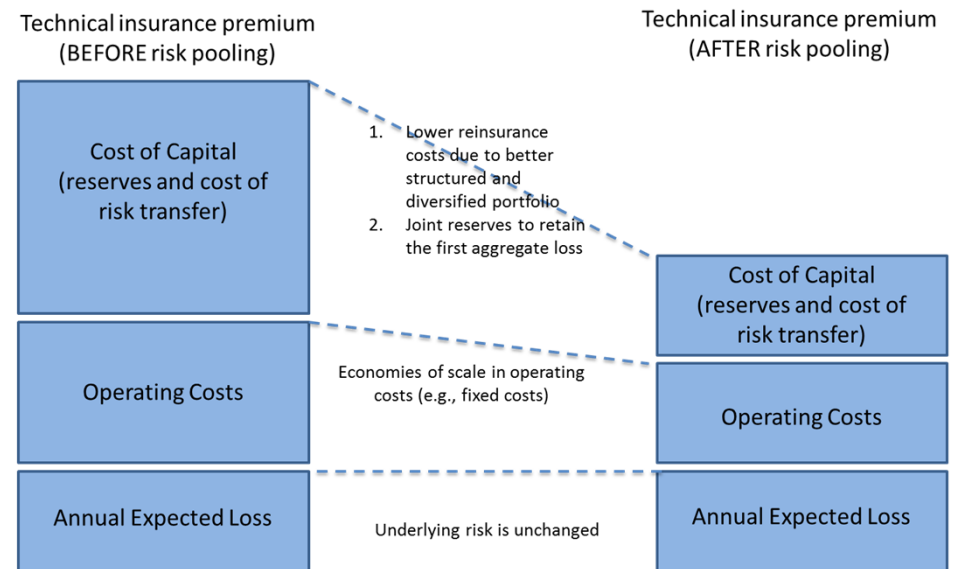 Technical insurance premium
(BEFORE risk pooling)
Technical insurance premium
(AFTER risk pooling)
Cost of Capital
(reserves and cost of
risk transfer)
1. Lower reinsurance
costs due to better
structured and
diversified portfolio
2. Joint reserves to retain
the first aggregate loss
Cost of Capital
(reserves and cost of
risk transfer)
Operating Costs
Economies of scale in operating
costs (e.g., fixed costs)
Operating Costs
Annual Expected Loss
Underlying risk is unchanged
Annual Expected Loss